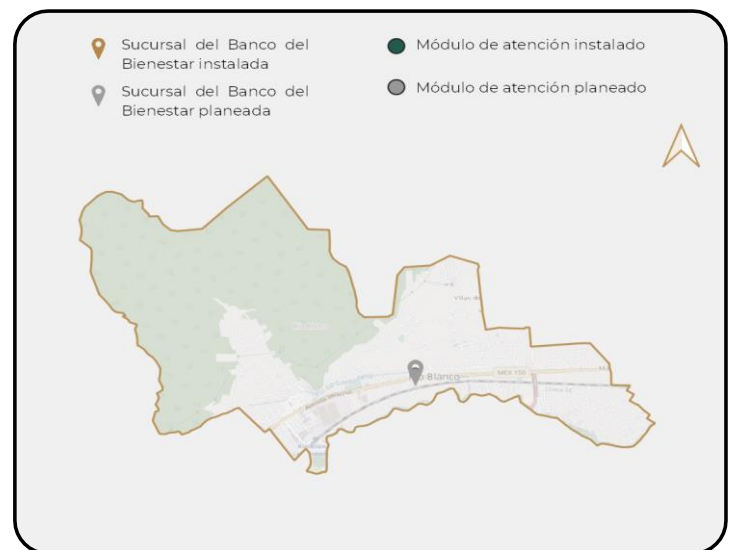 Sucursal del Banco del
Bienestar instalada
Sucursal del Banco del
Bienestar planeada
Módulo de atención instalado
Módulo de atención planeado
Blanco
MEX 150